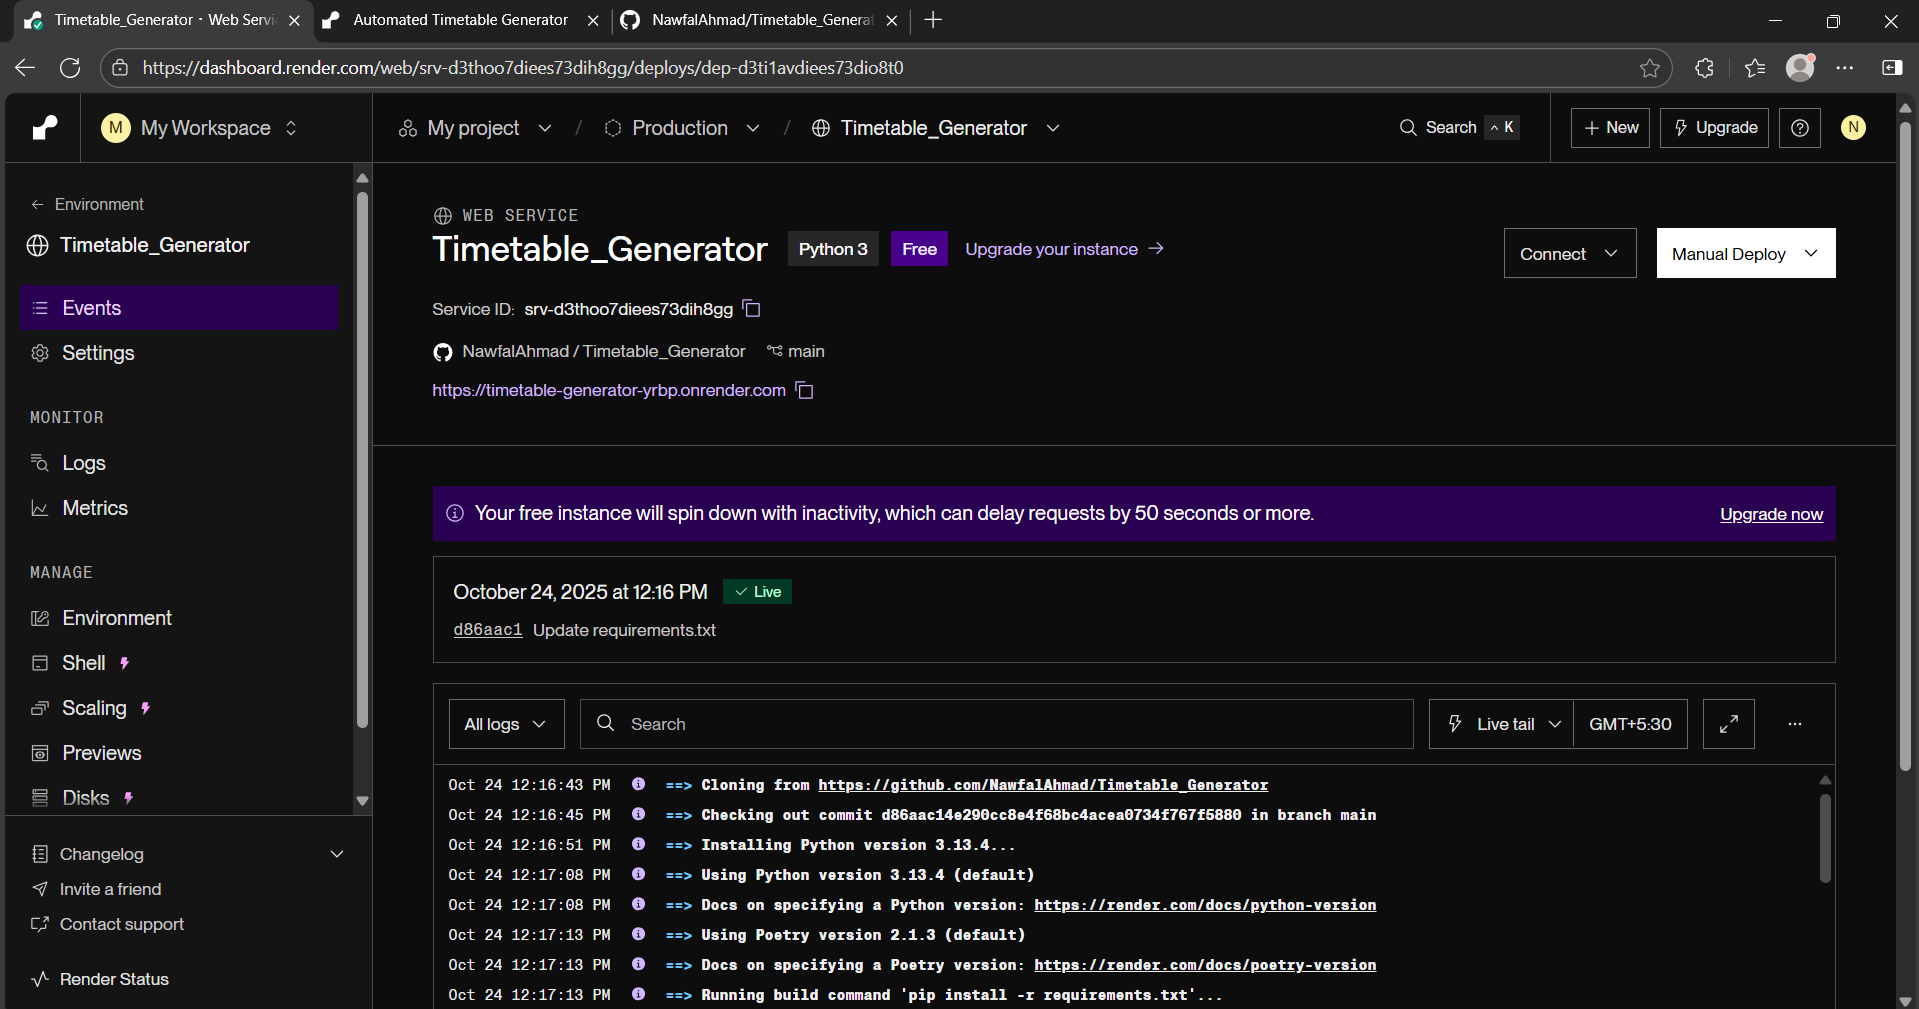 Timetable_Generator · Web Servi
Automated Timetable Generator
NawfalAhmad/Timetable_Generat
https://dashboard.render.com/web/srv-d3thoo7diees73dih8gg/deploys/dep-d3ti1avdiees73dio8t0
M My Workspace
My project / Production / Timetable_Generator
Search ^ K
+ New
Upgrade
N
← Environment
Timetable_Generator
Events
Settings
MONITOR
Logs
Metrics
MANAGE
Environment
Shell
Scaling
Previews
Disks
Changelog
Invite a friend
Contact support
Render Status
WEB SERVICE
Timetable_Generator Python 3 Free Upgrade your instance →
Connect
Manual Deploy
Service ID: srv-d3thoo7diees73dih8gg
NawfalAhmad / Timetable_Generator main
https://timetable-generator-yrbp.onrender.com
Your free instance will spin down with inactivity, which can delay requests by 50 seconds or more. Upgrade now
October 24, 2025 at 12:16 PM ✓ Live
d86aac1 Update requirements.txt
All logs Search Live tail GMT+5:30 ...
Oct 24 12:16:43 PM ==> Cloning from https://github.com/NawfalAhmad/Timetable_Generator
Oct 24 12:16:45 PM ==> Checking out commit d86aac14e290cc8e4f68bc4acea0734f767f5880 in branch main
Oct 24 12:16:51 PM ==> Installing Python version 3.13.4...
Oct 24 12:17:08 PM ==> Using Python version 3.13.4 (default)
Oct 24 12:17:08 PM ==> Docs on specifying a Python version: https://render.com/docs/python-version
Oct 24 12:17:13 PM ==> Using Poetry version 2.1.3 (default)
Oct 24 12:17:13 PM ==> Docs on specifying a Poetry version: https://render.com/docs/poetry-version
Oct 24 12:17:13 PM ==> Running build command 'pip install -r requirements.txt'...